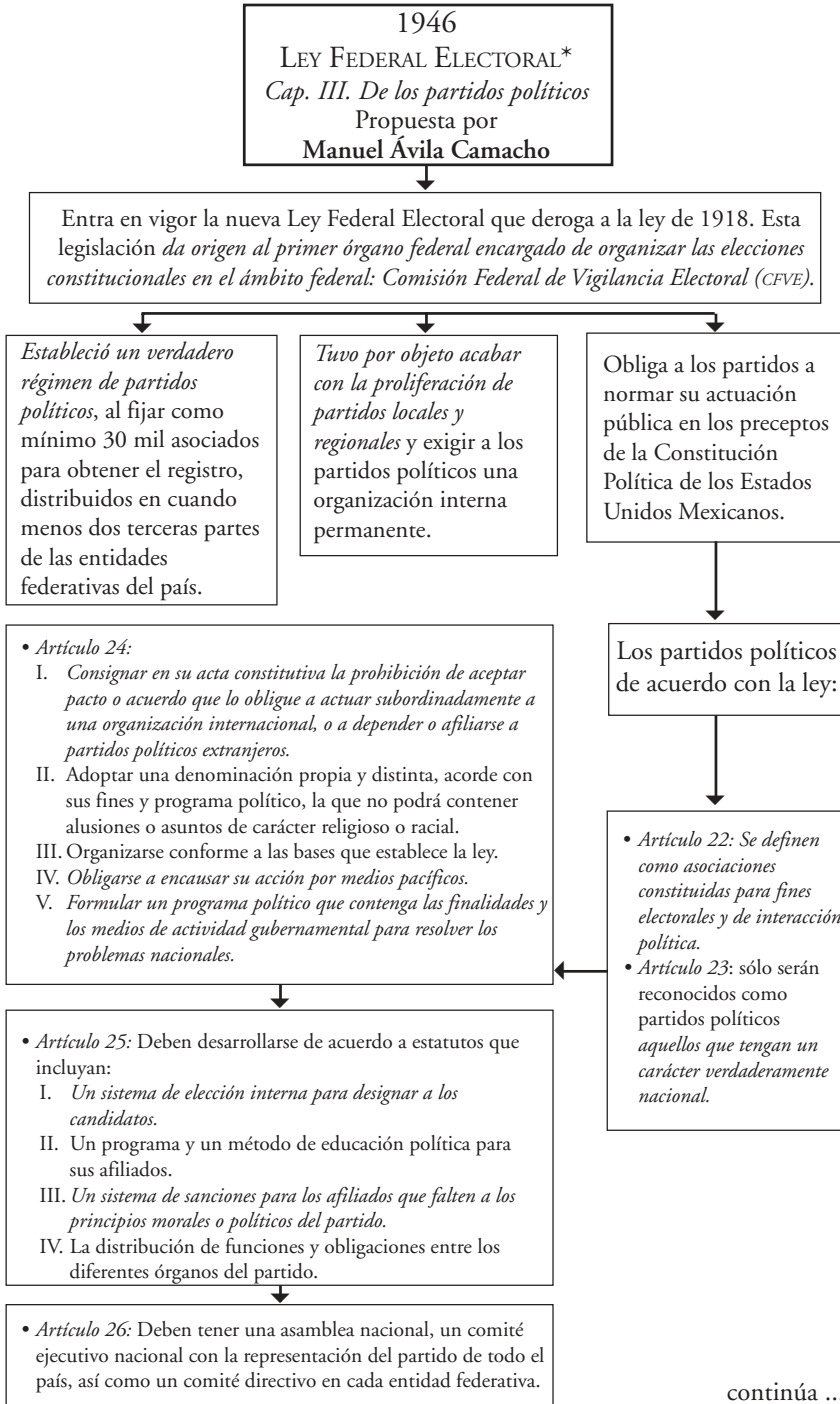 1946
LEY FEDERAL ELECTORAL*
Cap. III. De los partidos políticos
Propuesta por
Manuel Ávila Camacho
Entra en vigor la nueva Ley Federal Electoral que deroga a la ley de 1918. Esta
legislación da origen al primer órgano federal encargado de organizar las elecciones
constitucionales en el ámbito federal: Comisión Federal de Vigilancia Electoral (CFVE).
Estableció un verdadero
régimen de partidos
políticos, al fijar como
mínimo 30 mil asociados
para obtener el registro,
distribuidos en cuando
menos dos terceras partes
de las entidades
federativas del país.
Tuvo por objeto acabar
con la proliferación de
partidos locales y
regionales y exigir a los
partidos políticos una
organización interna
permanente.
Obliga a los partidos a
normar su actuación
pública en los preceptos
de la Constitución
Política de los Estados
Unidos Mexicanos.
Los partidos políticos
de acuerdo con la ley:
• Artículo 22: Se definen
como asociaciones
constituidas para fines
electorales y de interacción
política.
• Artículo 23: sólo serán
reconocidos como
partidos políticos
aquellos que tengan un
carácter verdaderamente
nacional.
• Artículo 24:
I. Consignar en su acta constitutiva la prohibición de aceptar
pacto o acuerdo que lo obligue a actuar subordinadamente a
una organización internacional, o a depender o afiliarse a
partidos políticos extranjeros.
II. Adoptar una denominación propia y distinta, acorde con
sus fines y programa político, la que no podrá contener
alusiones o asuntos de carácter religioso o racial.
III. Organizarse conforme a las bases que establece la ley.
IV. Obligarse a encausar su acción por medios pacíficos.
V. Formular un programa político que contenga las finalidades y
los medios de actividad gubernamental para resolver los
problemas nacionales.
• Artículo 25: Deben desarrollarse de acuerdo a estatutos que
incluyan:
I. Un sistema de elección interna para designar a los
candidatos.
II. Un programa y un método de educación política para
sus afiliados.
III. Un sistema de sanciones para los afiliados que falten a los
principios morales o políticos del partido.
IV. La distribución de funciones y obligaciones entre los
diferentes órganos del partido.
• Artículo 26: Deben tener una asamblea nacional, un comité
ejecutivo nacional con la representación del partido de todo el
país, así como un comité directivo en cada entidad federativa.
continúa ...